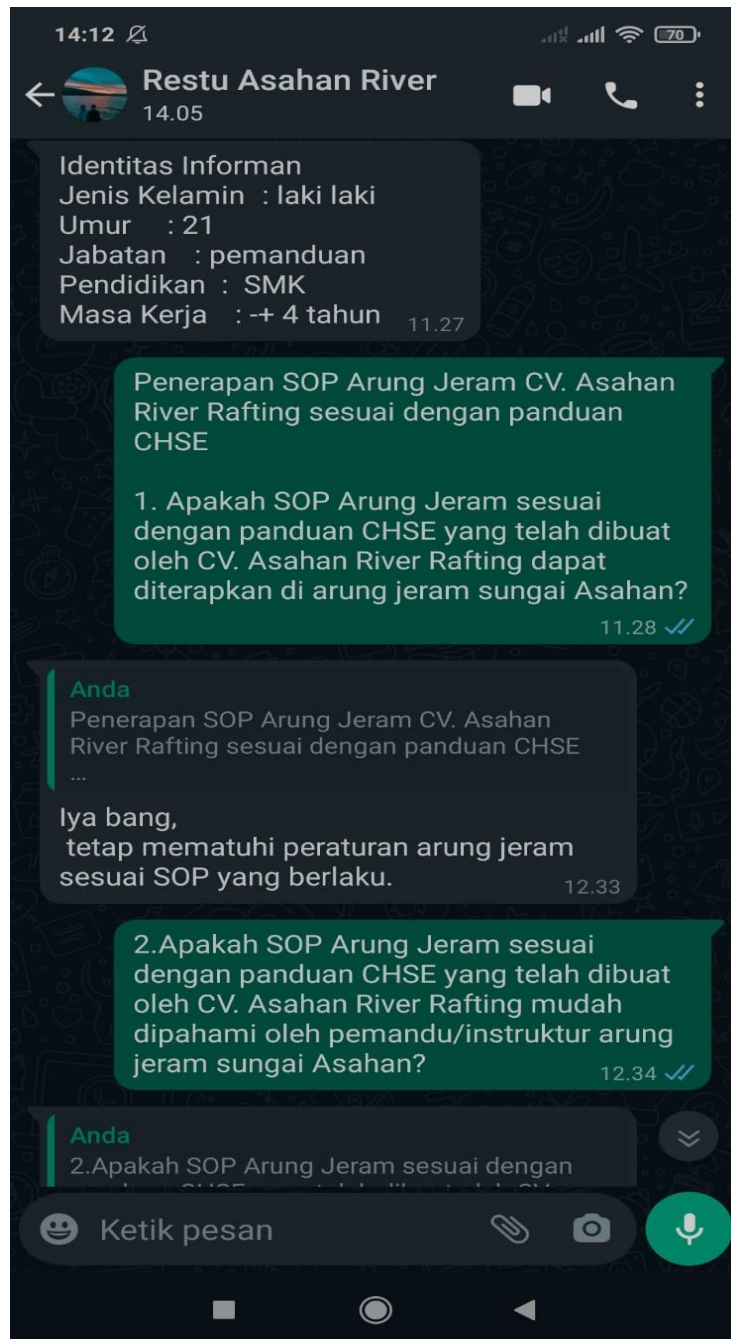 14:12
70
Restu Asahan River
14.05
Identitas Informan
Jenis Kelamin : laki laki
Umur : 21
Jabatan : pemanduan
Pendidikan : SMK
Masa Kerja : -+ 4 tahun 11.27
Penerapan SOP Arung Jeram CV. Asahan
River Rafting sesuai dengan panduan
CHSE
1. Apakah SOP Arung Jeram sesuai
dengan panduan CHSE yang telah dibuat
oleh CV. Asahan River Rafting dapat
diterapkan di arung jeram sungai Asahan?
11.28
Anda
Penerapan SOP Arung Jeram CV. Asahan
River Rafting sesuai dengan panduan CHSE
...
Iya bang,
tetap mematuhi peraturan arung jeram
sesuai SOP yang berlaku. 12.33
2.Apakah SOP Arung Jeram sesuai
dengan panduan CHSE yang telah dibuat
oleh CV. Asahan River Rafting mudah
dipahami oleh pemandu/instruktur arung
jeram sungai Asahan? 12.34
Anda
2.Apakah SOP Arung Jeram sesuai dengan
Ketik pesan